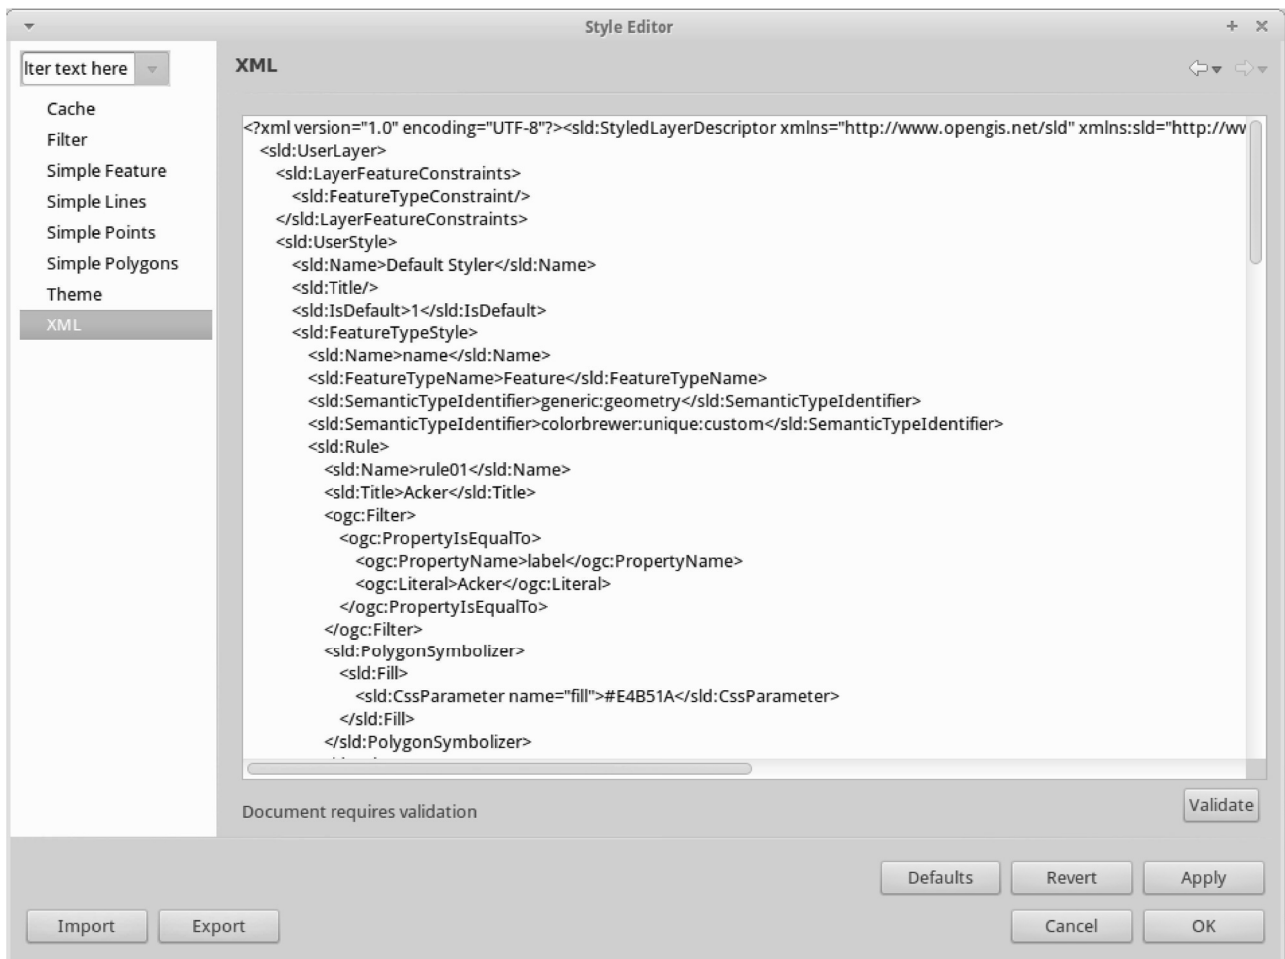 Style Editor
lter text here
Cache
Filter
Simple Feature
Simple Lines
Simple Points
Simple Polygons
Theme
XML
XML
<?xml version="1.0" encoding="UTF-8"?><sld:StyledLayerDescriptor xmlns="http://www.opengis.net/sld" xmlns:sld="http://ww
<sld:UserLayer>
<sld:LayerFeatureConstraints>
<sld:FeatureTypeConstraint/>
</sld:LayerFeatureConstraints>
<sld:UserStyle>
<sld:Name>Default Styler</sld:Name>
<sld:Title/>
<sld:IsDefault>1</sld:IsDefault>
<sld:FeatureTypeStyle>
<sld:Name>name</sld:Name>
<sld:FeatureTypeName>Feature</sld:FeatureTypeName>
<sld:SemanticTypeIdentifier>generic:geometry</sld:SemanticTypeIdentifier>
<sld:SemanticTypeIdentifier>colorbrewer:unique:custom</sld:SemanticTypeIdentifier>
<sld:Rule>
<sld:Name>rule01</sld:Name>
<sld:Title>Acker</sld:Title>
<ogc:Filter>
<ogc:PropertyIsEqualTo>
<ogc:PropertyName>label</ogc:PropertyName>
<ogc:Literal>Acker</ogc:Literal>
</ogc:PropertyIsEqualTo>
</ogc:Filter>
<sld:PolygonSymbolizer>
<sld:Fill>
<sld:CssParameter name="fill">#E4B51A</sld:CssParameter>
</sld:Fill>
</sld:PolygonSymbolizer>
Document requires validation
Validate
Defaults
Revert
Apply
Import
Export
Cancel
OK